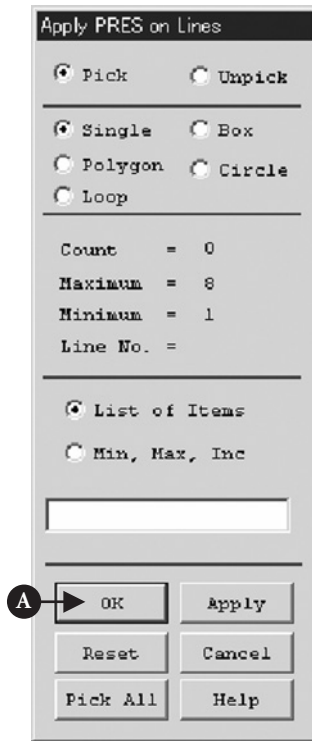 Apply PRES on Lines
Pick Unpick
Single Box
Polygon Circle
Loop
Count = 0
Maximum = 8
Minimum = 1
Line No. =
List of Items
Min, Max, Inc
A OK Apply
Reset Cancel
Pick All Help